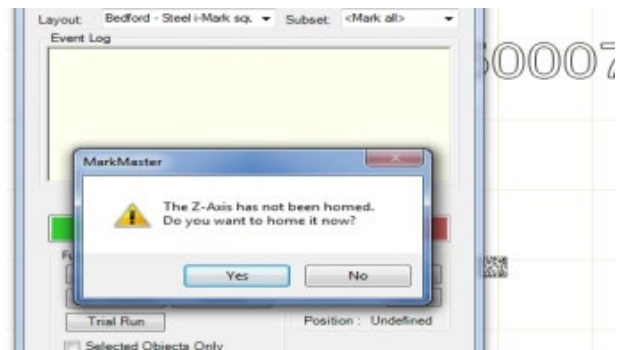 Layout: Bedford - Steel i-Mark sqι Subset: <Mark all>
Event Log
MarkMaster
The Z-Axis has not been homed.
Do you want to home it now?
Yes No
Trial Run Position : Undefined
Selected Objects Only